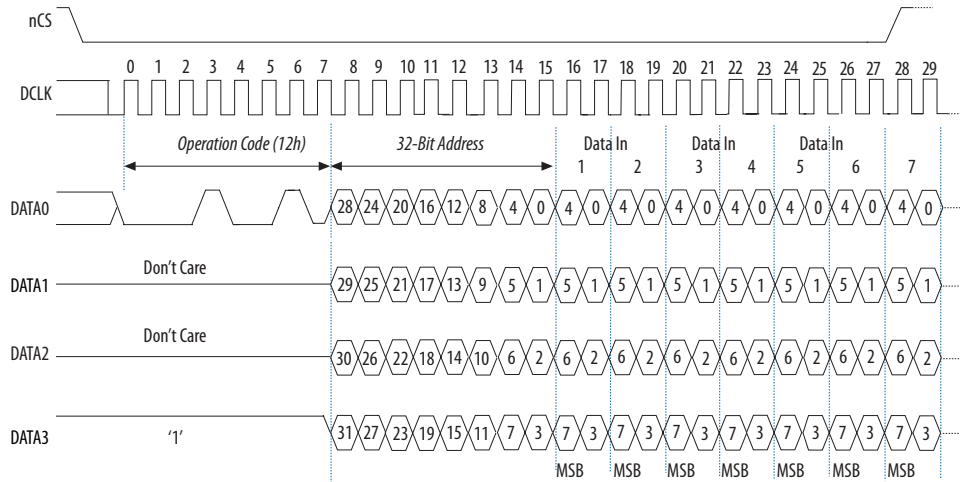 nCS
0 1 2 3 4 5 6 7 8 9 10 11 12 13 14 15 16 17 18 19 20 21 22 23 24 25 26 27 28 29
DCLK
Operation Code (12h) 32-Bit Address Data In Data In Data In
1 2 3 4 5 6 7
DATA0 28 24 20 16 12 8 4 0 4 0 4 0 4 0 4 0 4 0 4 0 4 0
Don't Care
DATA1 29 25 21 17 13 9 5 1 5 1 5 1 5 1 5 1 5 1 5 1 5 1
Don't Care
DATA2 30 26 22 18 14 10 6 2 6 2 6 2 6 2 6 2 6 2 6 2 6 2
DATA3 '1' 31 27 23 19 15 11 7 3 7 3 7 3 7 3 7 3 7 3 7 3 7 3
MSB MSB MSB MSB MSB MSB MSB